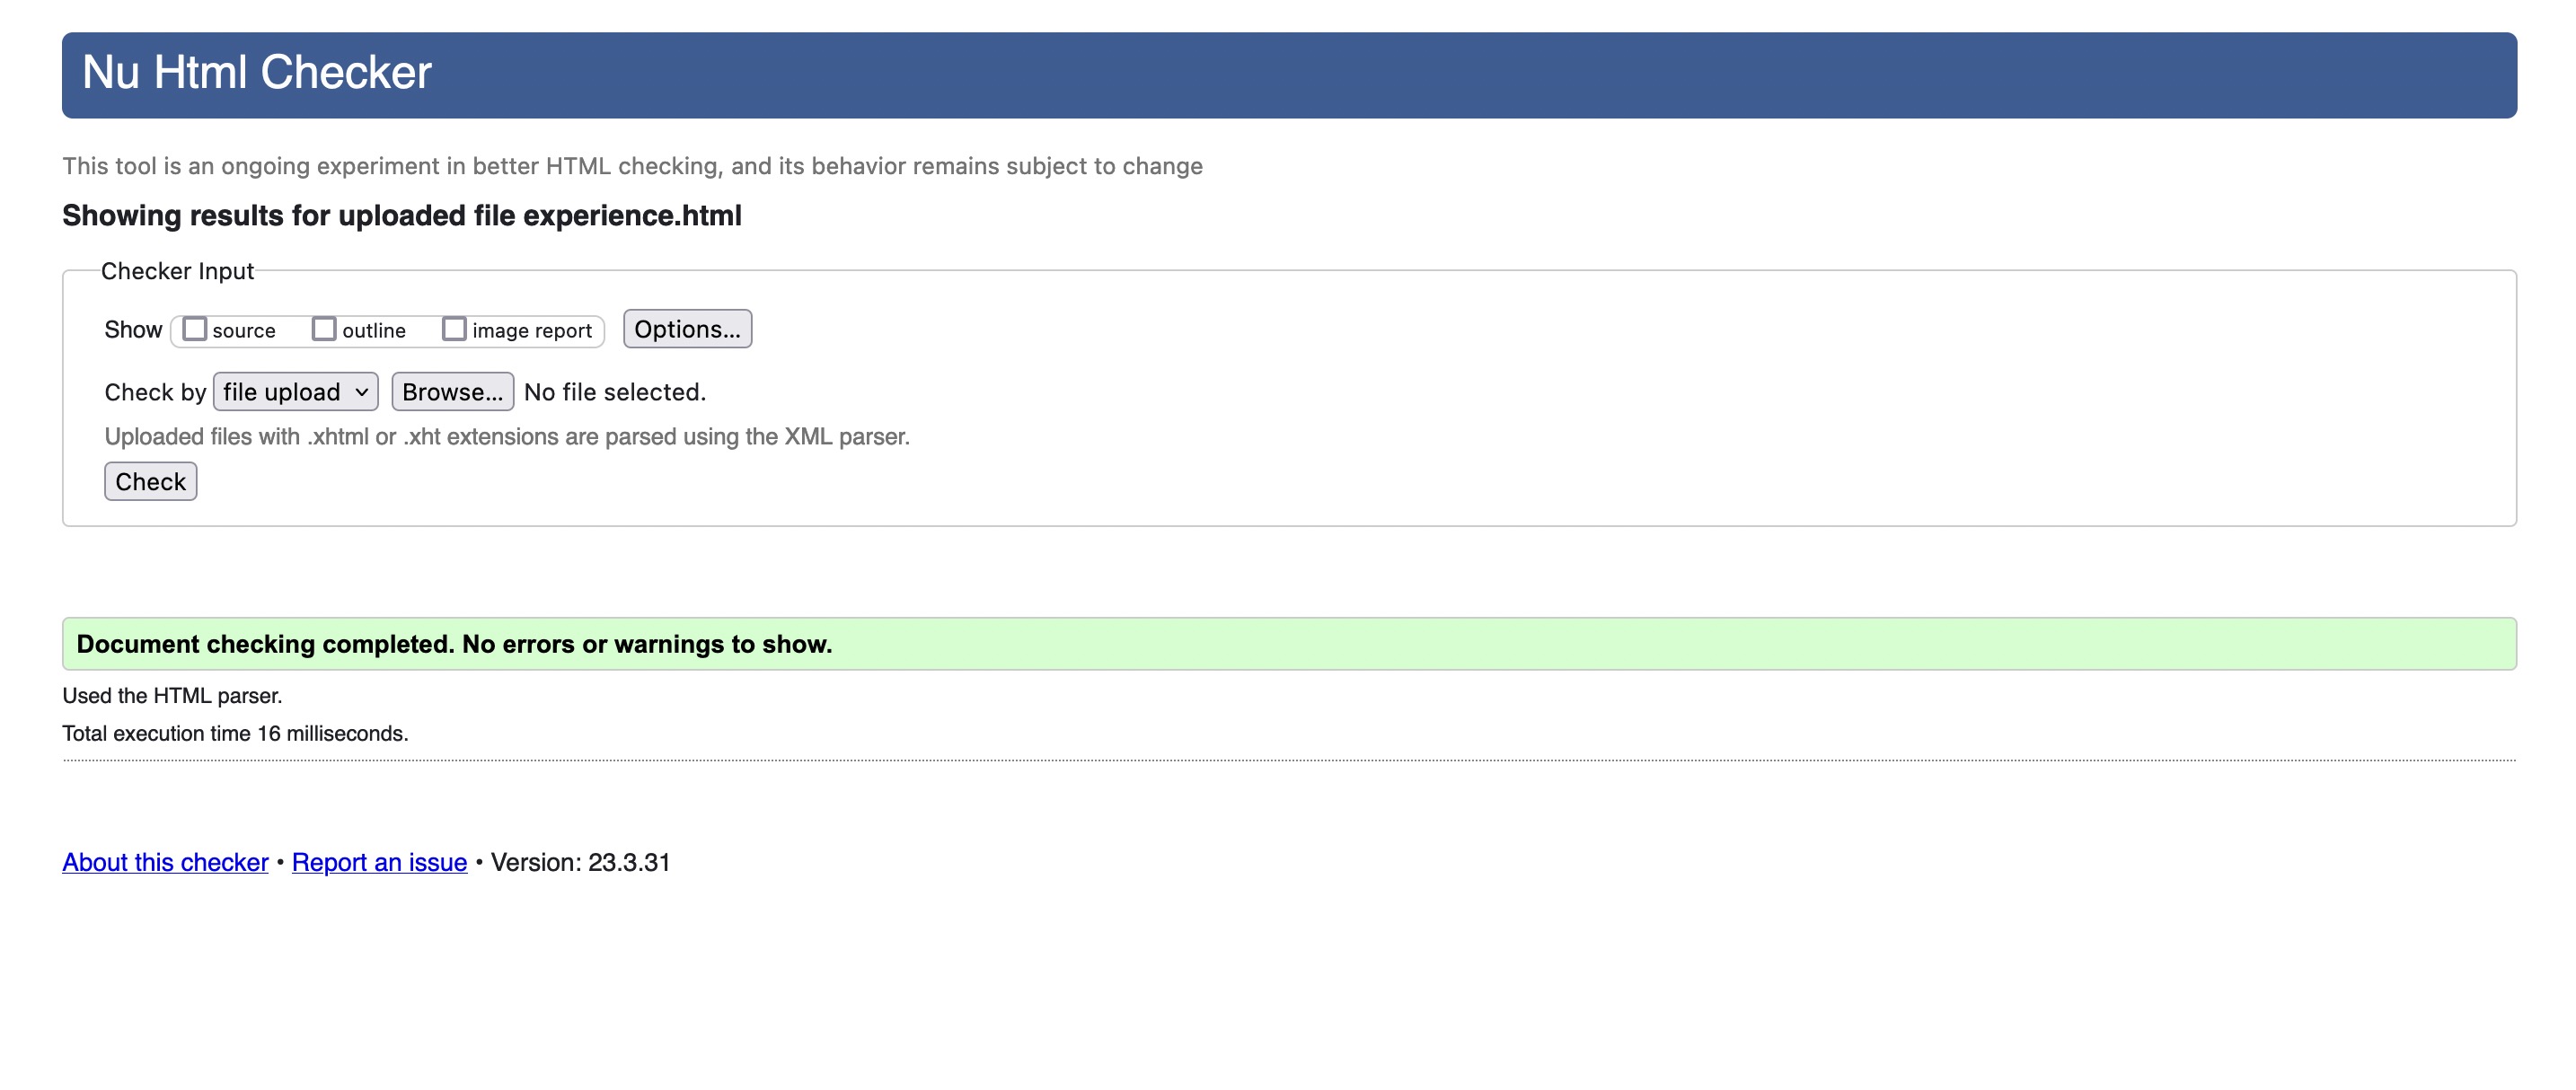 Nu Html Checker
This tool is an ongoing experiment in better HTML checking, and its behavior remains subject to change
Showing results for uploaded file experience.html
Checker Input
Show source outline image report Options...
Check by file upload Browse... No file selected.
Uploaded files with .xhtml or .xht extensions are parsed using the XML parser.
Check
Document checking completed. No errors or warnings to show.
Used the HTML parser.
Total execution time 16 milliseconds.
About this checker • Report an issue • Version: 23.3.31